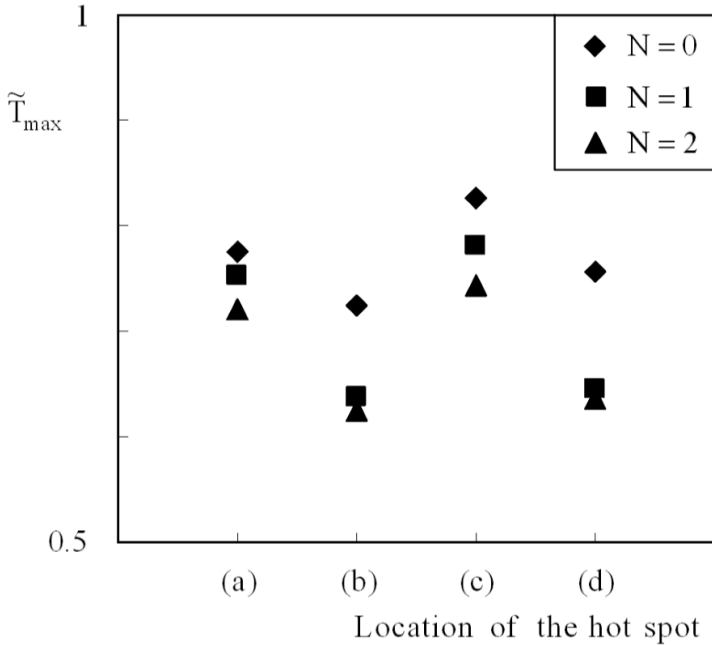 1
T̃max
N = 0
N = 1
N = 2
0.5
(a) (b) (c) (d)
Location of the hot spot